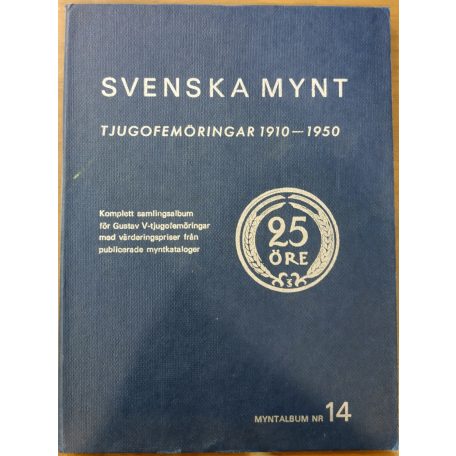 SVENSKA MYNT
TJUGOFEMÖRINGAR 1910—1950
Komplett samlingsalbum
för Gustav V-tjugofemöringar
med värderingspriser från
publicerade myntkataloger
25
ÖRE
MYNTALBUM NR 14